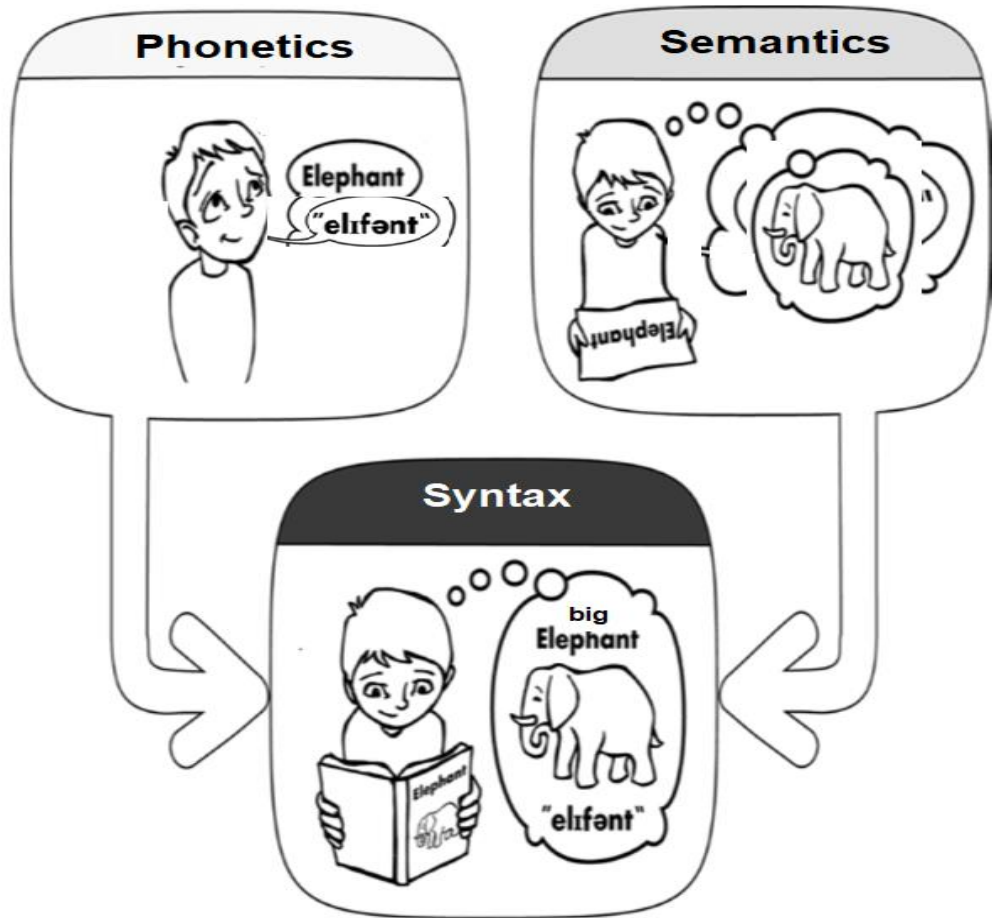 Phonetics
Elephant
"elɪfənt"
Semantics
Elephant
Syntax
big
Elephant
"elɪfənt"
Elephant